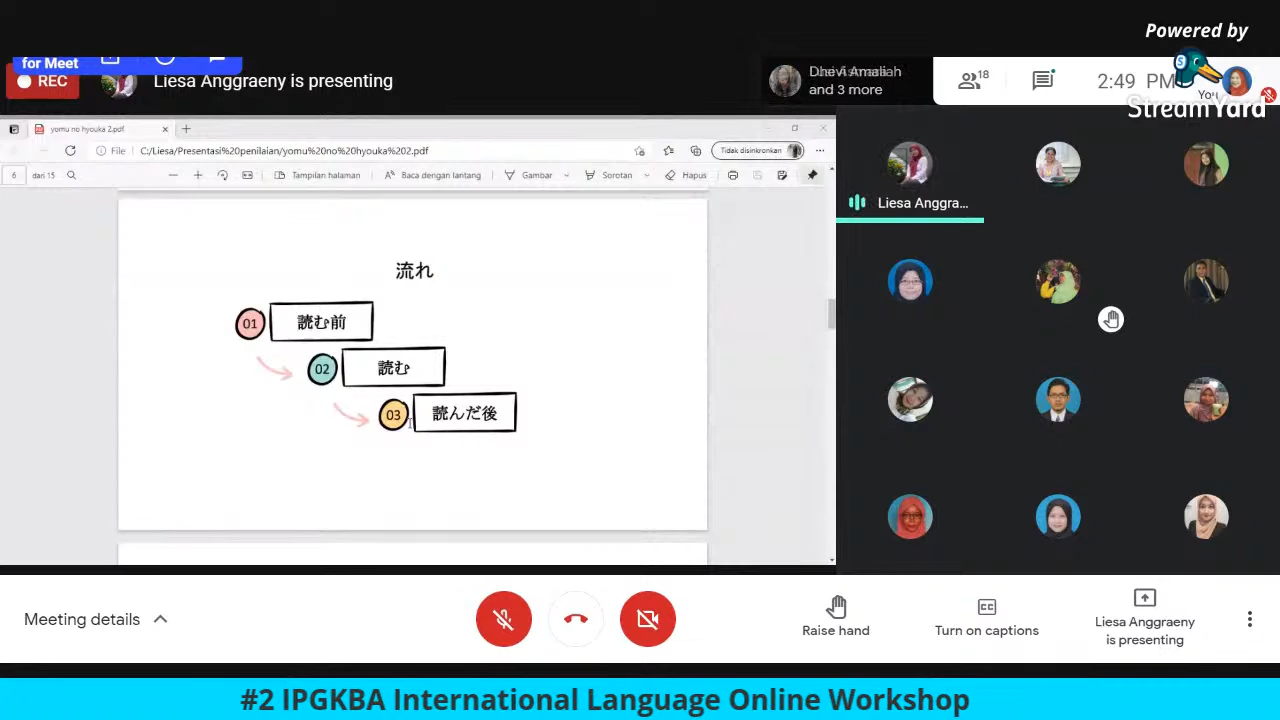 Powered by
StreamYard
for Meet
REC
Liesa Anggraeny is presenting
and 3 more
18
2:49 PM
You
yomu no hyouka 2.pdf
File
C:/Liesa/Presentasi%20penilaian/yomu%20no%20hyouka%202.pdf
Tidak disinkronkan
6 dari 15
Tampilan halaman
Baca dengan lantang
Gambar
Sorotan
Hapus
流れ
01 読む前
02 読む
03 読んだ後
Liesa Anggra...
Meeting details
Raise hand
Turn on captions
Liesa Anggraeny
is presenting
#2 IPGKBA International Language Online Workshop